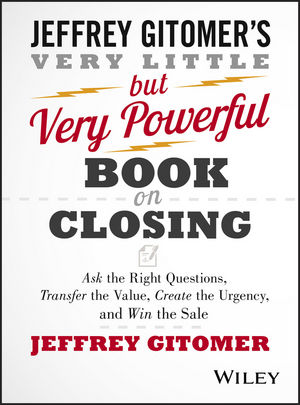 JEFFREY GITOMER'S
VERY LITTLE
but
Very Powerful
BOOK
on
CLOSING
Ask the Right Questions,
Transfer the Value, Create the Urgency,
and Win the Sale
JEFFREY GITOMER
WILEY